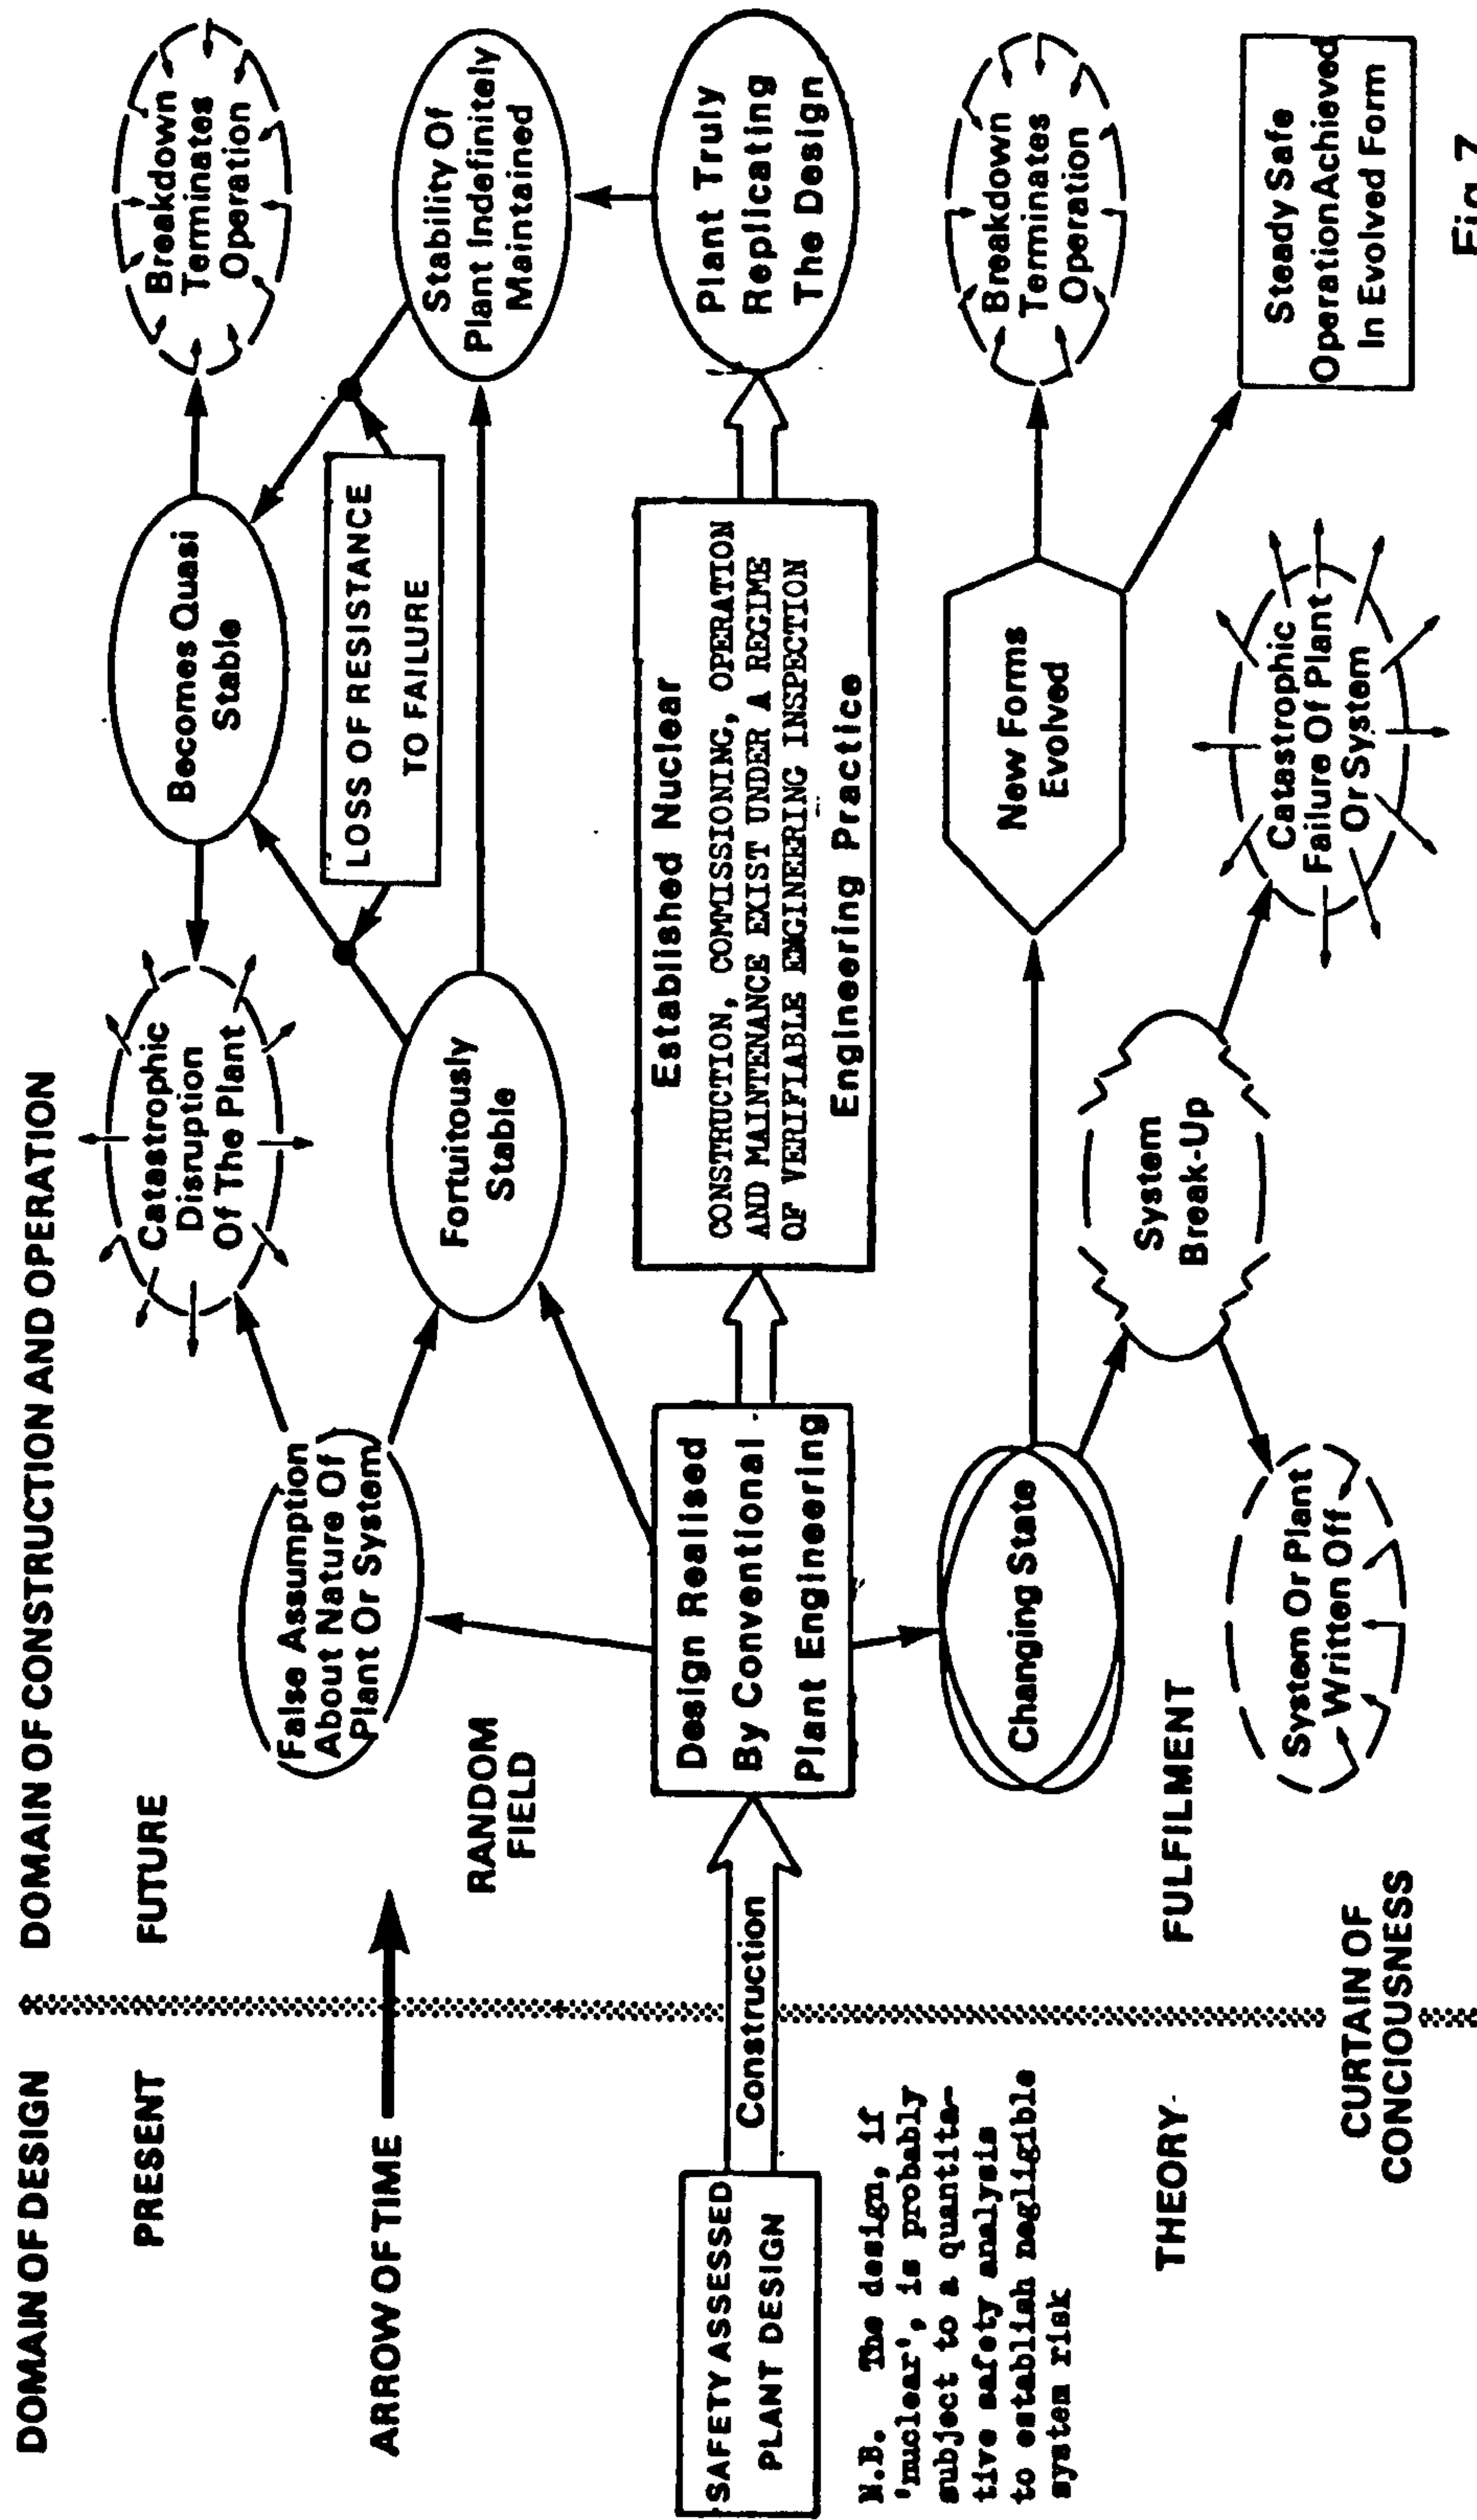 DOMAIN OF DESIGN
DOMAIN OF CONSTRUCTION AND OPERATION
PRESENT
FUTURE
ARROW OF TIME
RANDOM
FIELD
SAFETY ASSESSED
PLANT DESIGN
Construction
N.B. The design, if
'nuclear', is probably
subject to a quantita-
tive safety analysis
to establish negligible
system risk
THEORY
FULFILMENT
CURTAIN OF
CONCIOUSNESS
False Assumption
About Nature Of
Plant Or System
Catastrophic
Disruption
Of The Plant
Becomes Quasi
Stable
Breakdown
Terminates
Operation
Fortuitously
Stable
LOSS OF RESISTANCE
TO FAILURE
Stability Of
Plant Indefinitely
Maintained
Design Realised
By Conventional
Plant Engineering
Established Nuclear
CONSTRUCTION, COMMISSIONING, OPERATION
AND MAINTENANCE EXIST UNDER A REGIME
OF VERIFIABLE ENGINEERING INSPECTION
Engineering Practice
Plant Truly
Replicating
The Design
Changing State
New Forms
Evolved
Breakdown
Terminates
Operation
System
Break-Up
System Or Plant
Written Off
Catastrophic
Failure Of Plant
Or System
Steady Safe
OperationAchieved
In Evolved Form
Fig 7